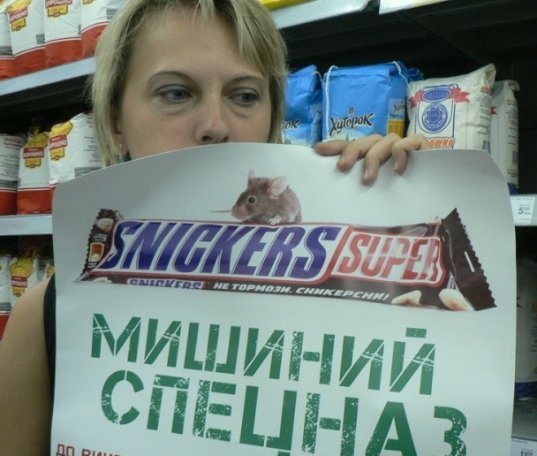 Хуторок
SNICKERS SUPER
SNICKERS НЕ ТОРМОЗИ. СНИКЕРСНИ!
МИШИНИЙ
СПЕЦНАЗ